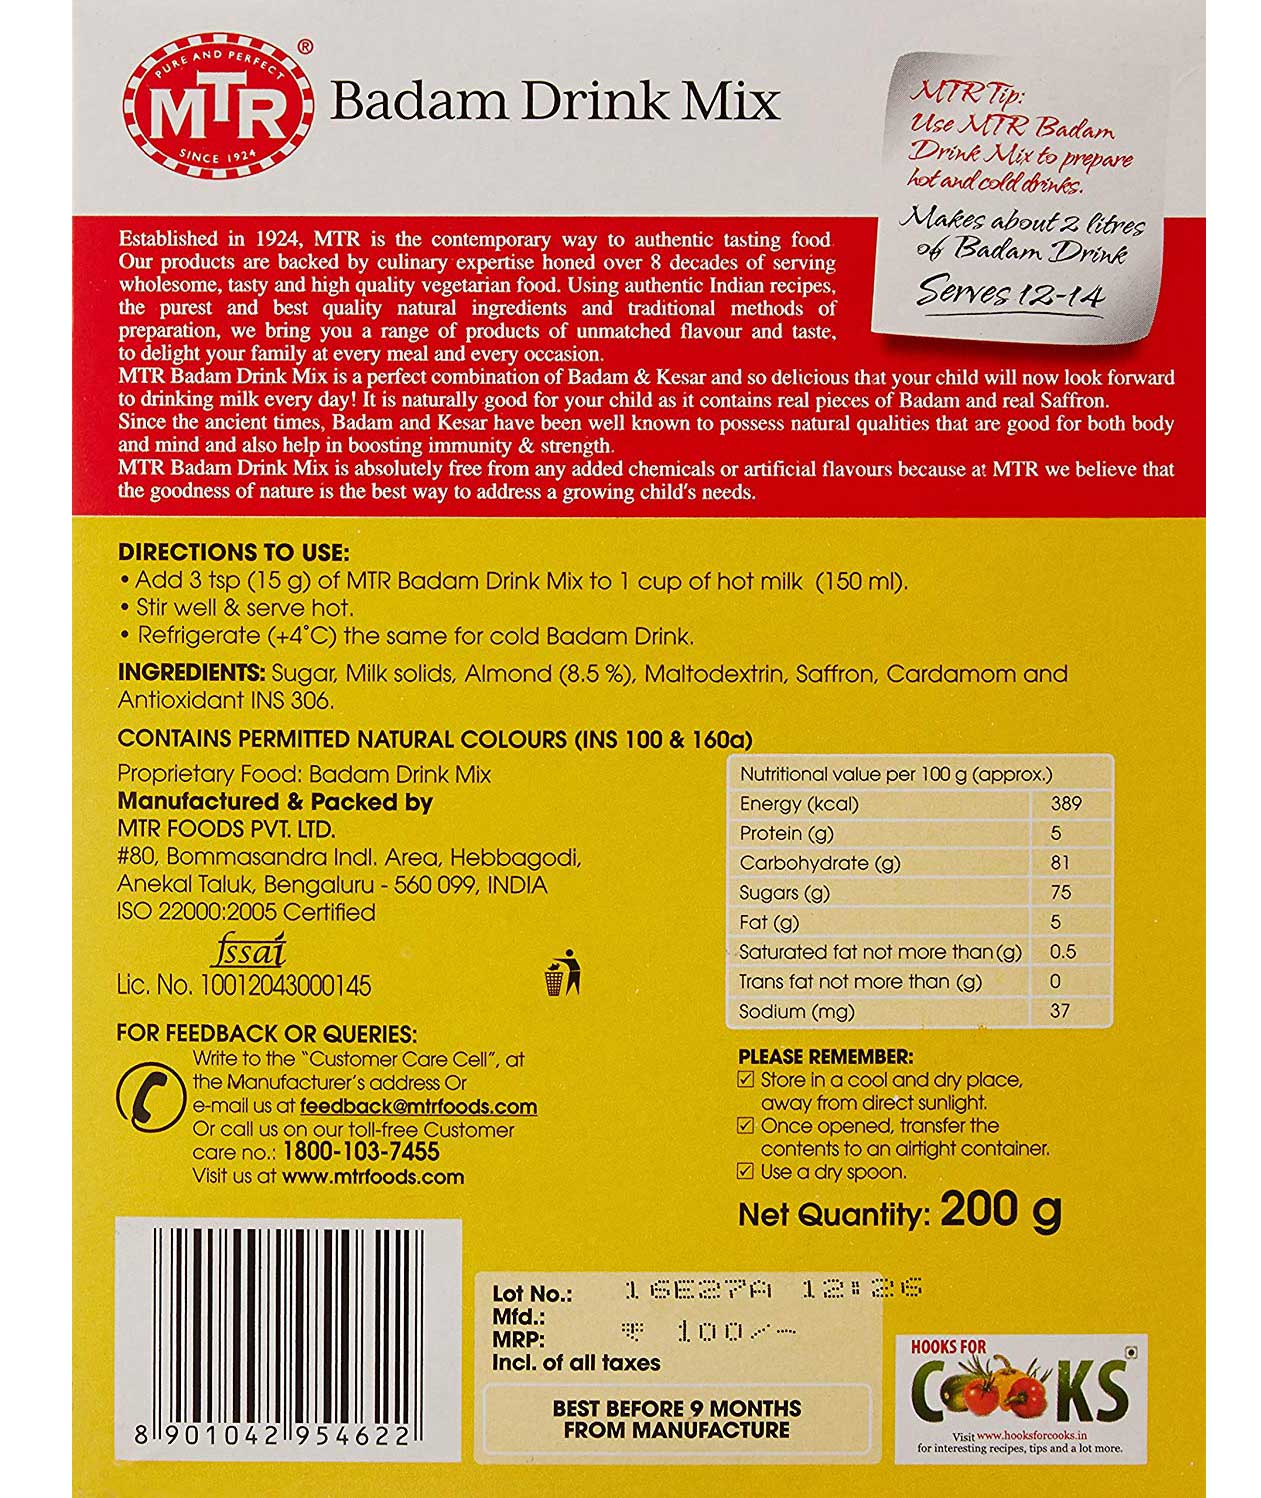 PURE AND PERFECT
MTR
SINCE 1924
®
Badam Drink Mix
MTR Tip:
Use MTR Badam
Drink Mix to prepare
hot and cold drinks.
Makes about 2 litres
of Badam Drink
Serves 12-14
Established in 1924, MTR is the contemporary way to authentic tasting food.
Our products are backed by culinary expertise honed over 8 decades of serving
wholesome, tasty and high quality vegetarian food. Using authentic Indian recipes,
the purest and best quality natural ingredients and traditional methods of
preparation, we bring you a range of products of unmatched flavour and taste,
to delight your family at every meal and every occasion.
MTR Badam Drink Mix is a perfect combination of Badam & Kesar and so delicious that your child will now look forward
to drinking milk every day! It is naturally good for your child as it contains real pieces of Badam and real Saffron.
Since the ancient times, Badam and Kesar have been well known to possess natural qualities that are good for both body
and mind and also help in boosting immunity & strength.
MTR Badam Drink Mix is absolutely free from any added chemicals or artificial flavours because at MTR we believe that
the goodness of nature is the best way to address a growing child's needs.
DIRECTIONS TO USE:
• Add 3 tsp (15 g) of MTR Badam Drink Mix to 1 cup of hot milk (150 ml).
• Stir well & serve hot.
• Refrigerate (+4°C) the same for cold Badam Drink.
INGREDIENTS: Sugar, Milk solids, Almond (8.5 %), Maltodextrin, Saffron, Cardamom and
Antioxidant INS 306.
CONTAINS PERMITTED NATURAL COLOURS (INS 100 & 160a)
Proprietary Food: Badam Drink Mix
Manufactured & Packed by
MTR FOODS PVT. LTD.
#80, Bommasandra Indl. Area, Hebbagodi,
Anekal Taluk, Bengaluru - 560 099, INDIA
ISO 22000:2005 Certified
fssai
Lic. No. 10012043000145
Nutritional value per 100 g (approx.)
Energy (kcal) 389
Protein (g) 5
Carbohydrate (g) 81
Sugars (g) 75
Fat (g) 5
Saturated fat not more than (g) 0.5
Trans fat not more than (g) 0
Sodium (mg) 37
FOR FEEDBACK OR QUERIES:
Write to the "Customer Care Cell", at
the Manufacturer's address Or
e-mail us at feedback@mtrfoods.com
Or call us on our toll-free Customer
care no.: 1800-103-7455
Visit us at www.mtrfoods.com
PLEASE REMEMBER:
Store in a cool and dry place,
away from direct sunlight.
Once opened, transfer the
contents to an airtight container.
Use a dry spoon.
Net Quantity: 200 g
8 901042 954622
Lot No.: 16E27A 12:26
Mfd.:
MRP: ₹ 100/-
Incl. of all taxes
BEST BEFORE 9 MONTHS
FROM MANUFACTURE
HOOKS FOR
COOKS
®
Visit www.hooksforcooks.in
for interesting recipes, tips and a lot more.